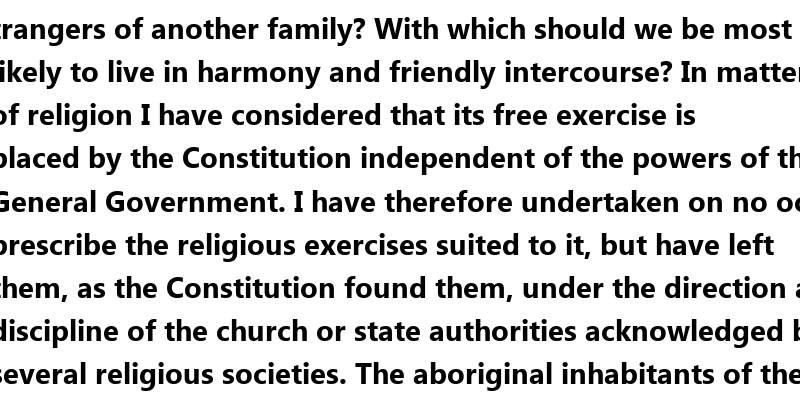 trangers of another family? With which should we be most
ikely to live in harmony and friendly intercourse? In matter
of religion I have considered that its free exercise is
placed by the Constitution independent of the powers of th
General Government. I have therefore undertaken on no oc
prescribe the religious exercises suited to it, but have left
them, as the Constitution found them, under the direction a
discipline of the church or state authorities acknowledged b
several religious societies. The aboriginal inhabitants of the